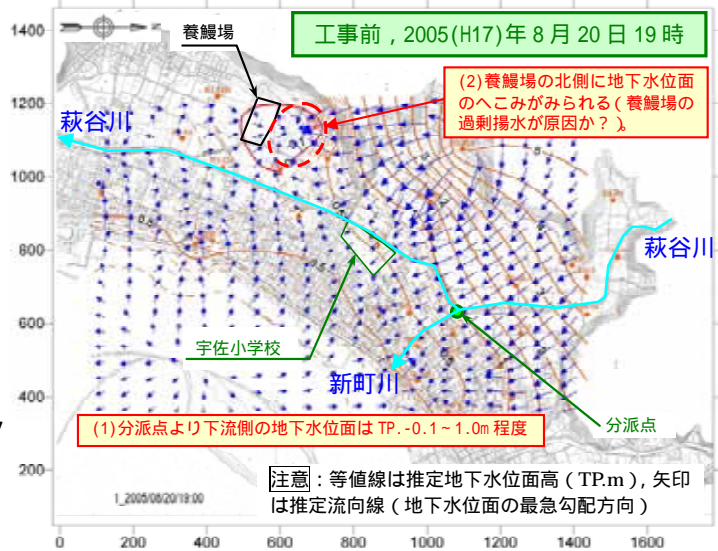 1400
1200
1000
800
600
400
200
0
200
400
600
800
1000
1200
1400
1600
養鰻場
工事前，2005(H17)年8月20日19時
(2)養鰻場の北側に地下水位面
のへこみがみられる（養鰻場の
過剰揚水が原因か？）。
萩谷川
萩谷川
宇佐小学校
新町川
分派点
(1)分派点より下流側の地下水位面はTP.-0.1～1.0m程度
注意：等値線は推定地下水位面高（TP.m），矢印
は推定流向線（地下水位面の最急勾配方向）
1_2005/08/20/19:00